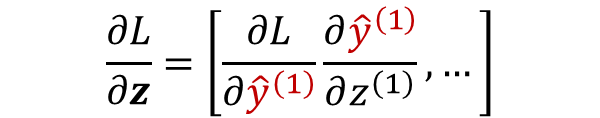 ∂L/∂z = [∂L/∂ŷ⁽¹⁾ ∂ŷ⁽¹⁾/∂z⁽¹⁾ , ...]